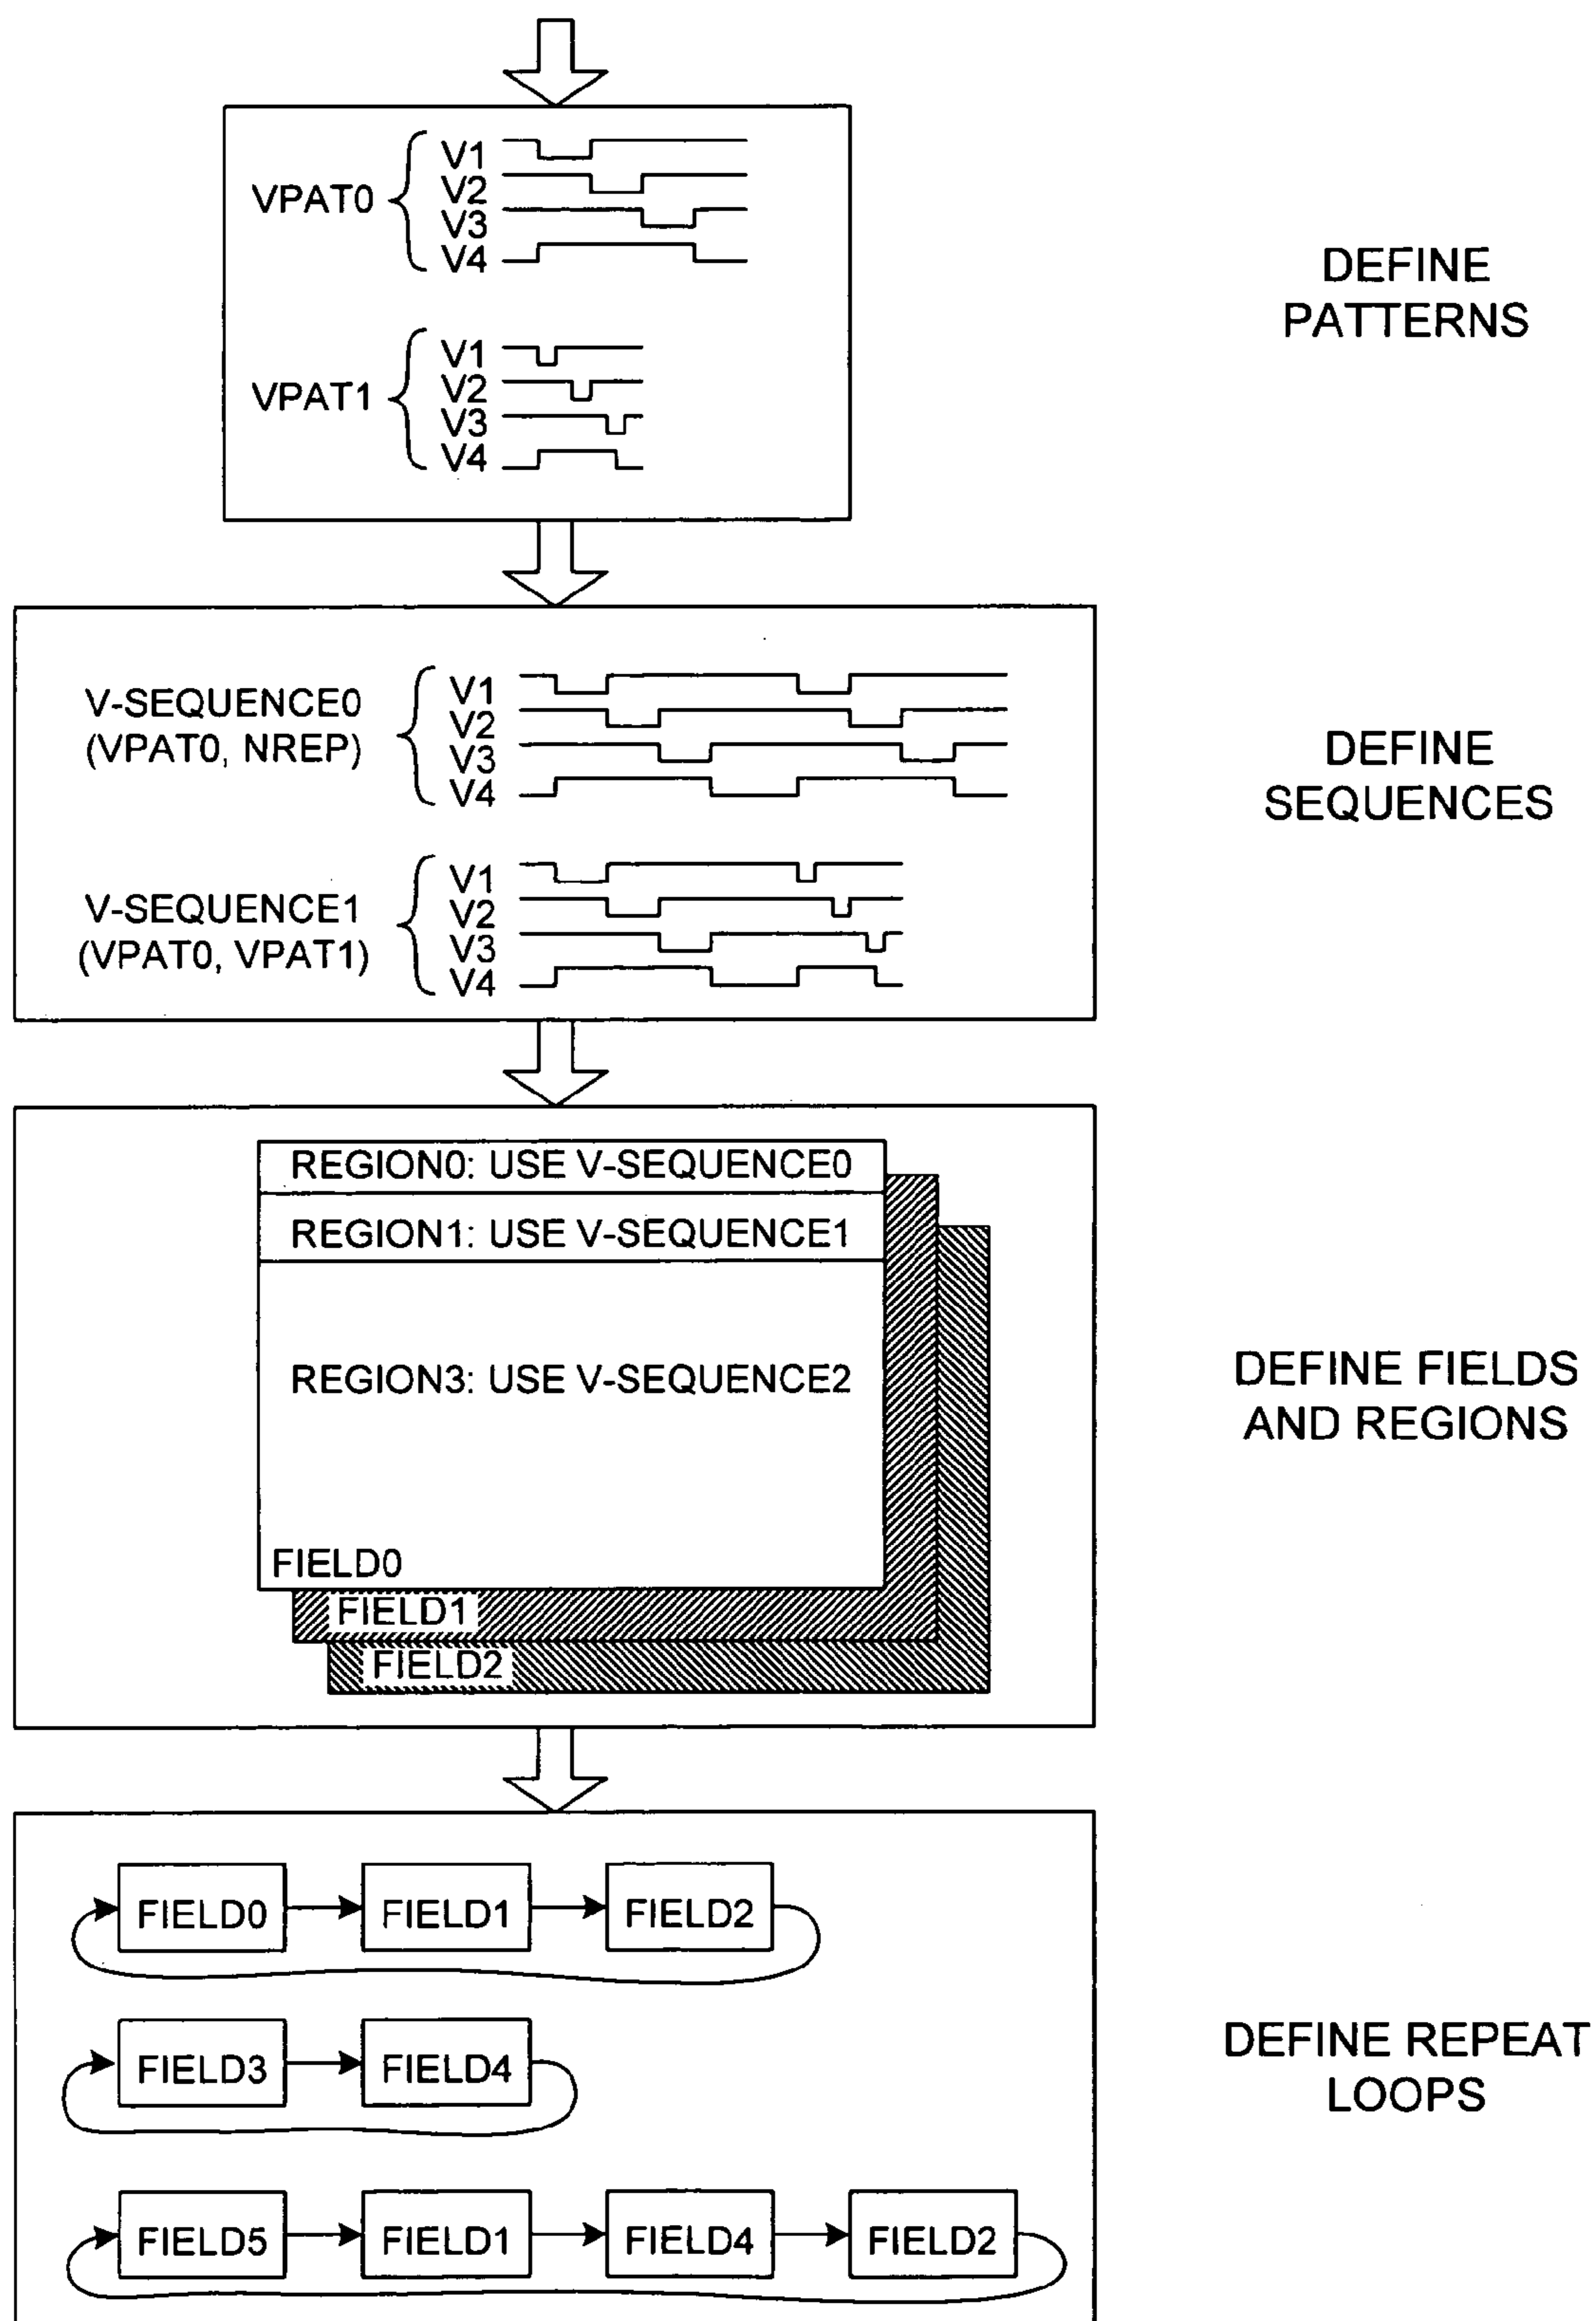 VPAT0
V1
V2
V3
V4
VPAT1
V1
V2
V3
V4
DEFINE
PATTERNS
V-SEQUENCE0
(VPAT0, NREP)
V1
V2
V3
V4
V-SEQUENCE1
(VPAT0, VPAT1)
V1
V2
V3
V4
DEFINE
SEQUENCES
REGION0: USE V-SEQUENCE0
REGION1: USE V-SEQUENCE1
REGION3: USE V-SEQUENCE2
FIELD0
FIELD1
FIELD2
DEFINE FIELDS
AND REGIONS
FIELD0
FIELD1
FIELD2
FIELD3
FIELD4
FIELD5
FIELD1
FIELD4
FIELD2
DEFINE REPEAT
LOOPS